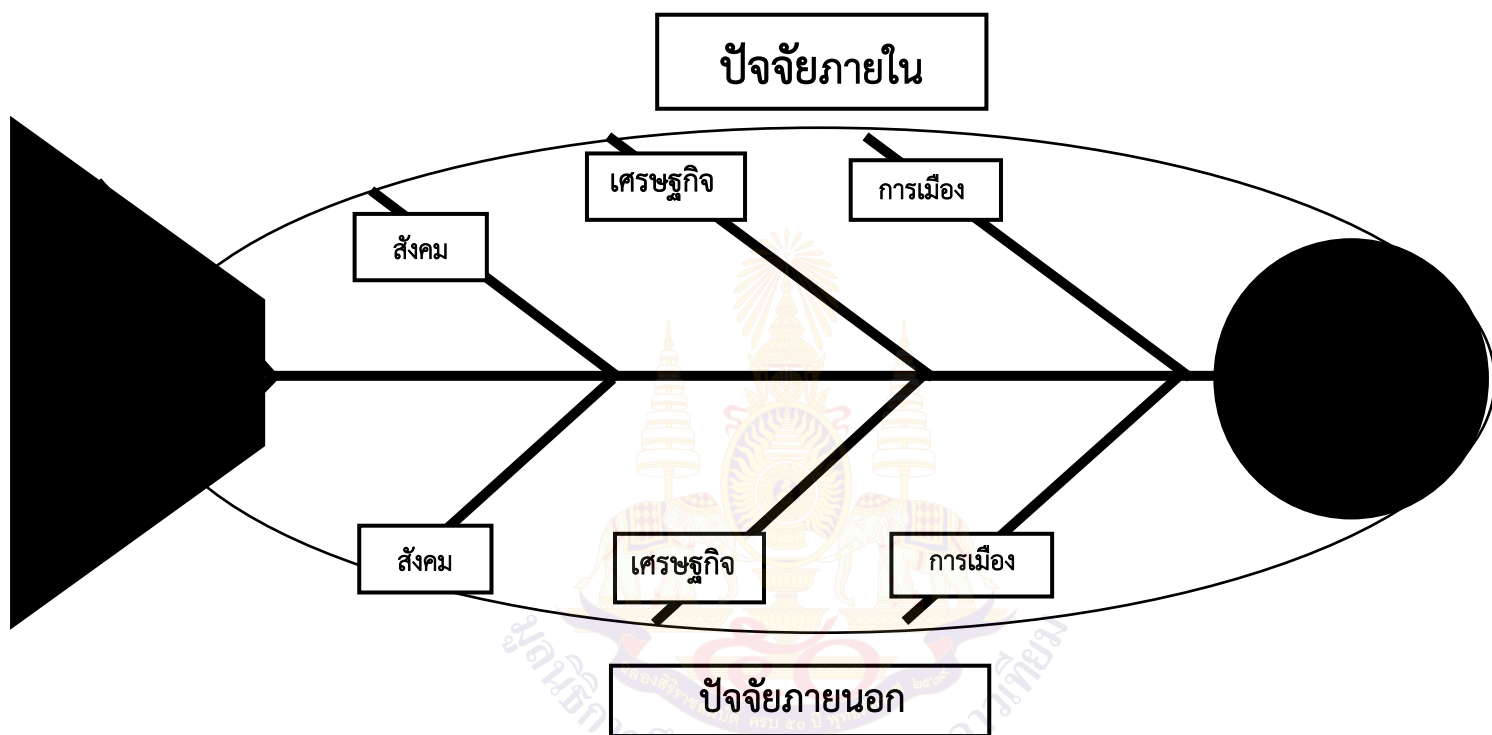 ปัจจัยภายใน
เศรษฐกิจ
การเมือง
สังคม
สังคม
เศรษฐกิจ
การเมือง
ปัจจัยภายนอก